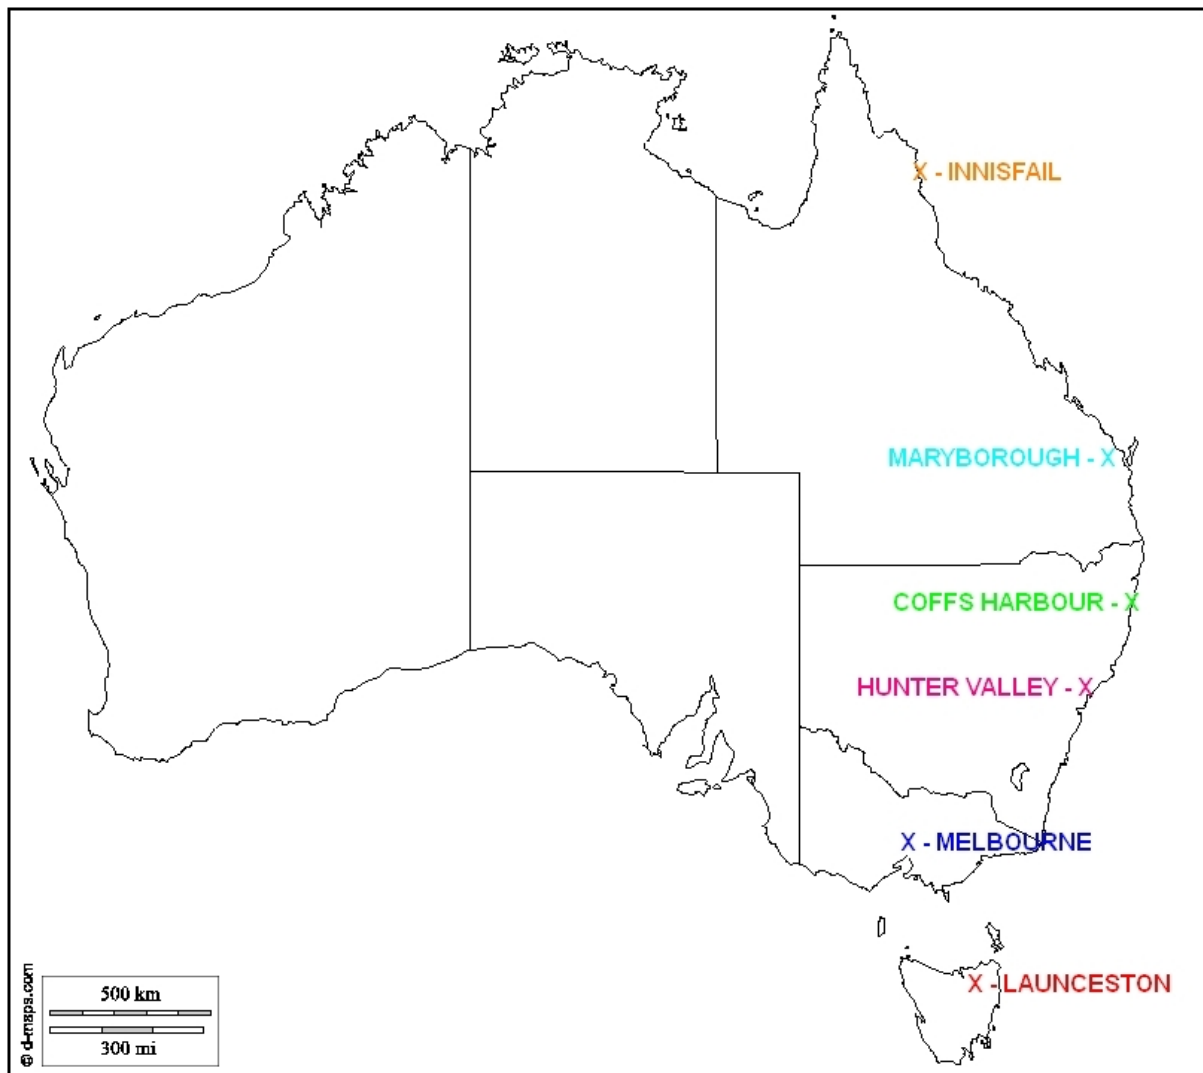 X - INNISFAIL
MARYBOROUGH - X
COFFS HARBOUR - X
HUNTER VALLEY - X
X - MELBOURNE
X - LAUNCESTON
© d-maps.com
500 km
300 mi